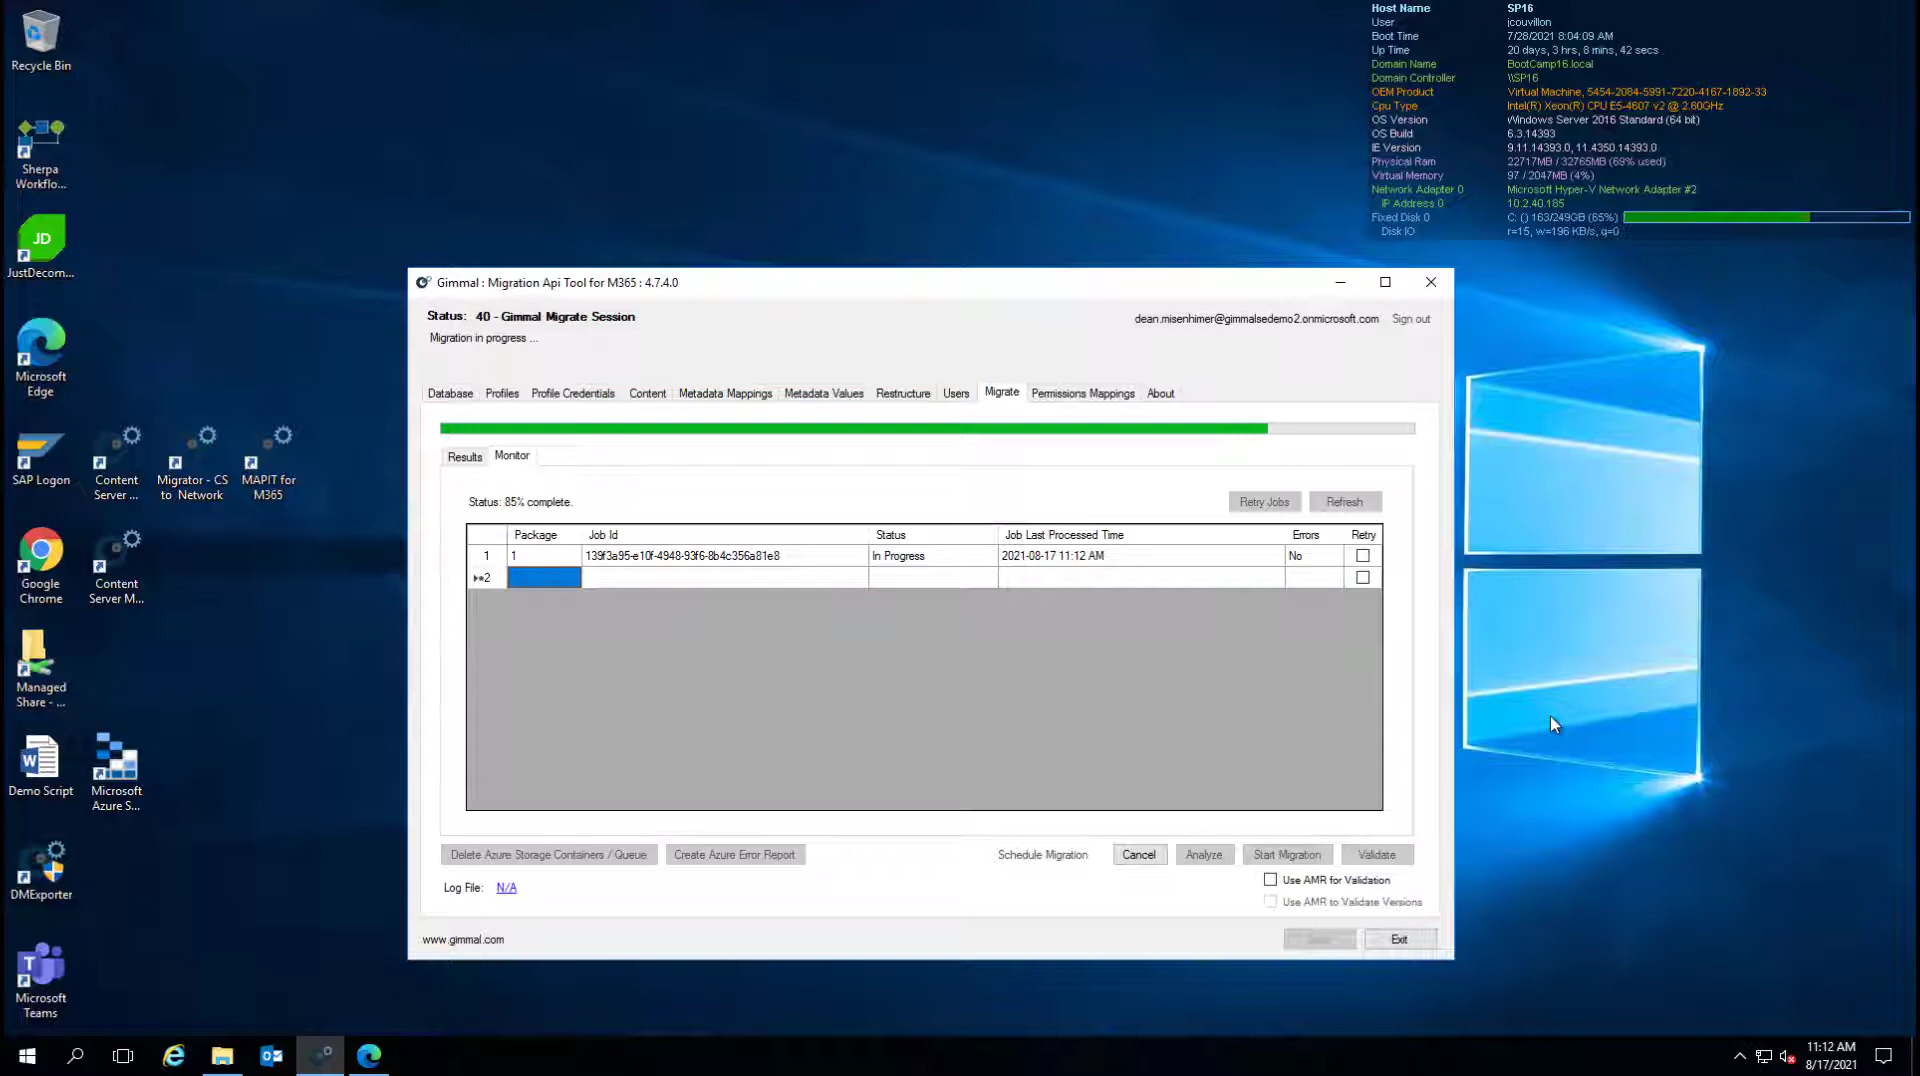 Recycle Bin
Sherpa
Workflo...
JD
JustDecom...
Microsoft
Edge
SAP Logon
Content
Server ...
Migrator - CS
to Network
MAPIT for
M365
Google
Chrome
Content
Server M...
Managed
Share - ...
Demo Script
Microsoft
Azure S...
DMExporter
Microsoft
Teams
Host Name SP16
User jcouvillon
Boot Time 7/28/2021 8:04:09 AM
Up Time 20 days, 3 hrs, 8 mins, 42 secs
Domain Name BootCamp16.local
Domain Controller \\SP16
OEM Product Virtual Machine, 5454-2084-5991-7220-4167-1892-33
Cpu Type Intel(R) Xeon(R) CPU E5-4607 v2 @ 2.60GHz
OS Version Windows Server 2016 Standard (64 bit)
OS Build 6.3.14393
IE Version 9.11.14393.0, 11.4350.14393.0
Physical Ram 22717MB / 32765MB (69% used)
Virtual Memory 97 / 2047MB (4%)
Network Adapter 0 Microsoft Hyper-V Network Adapter #2
IP Address 0 10.2.40.185
Fixed Disk 0 C: () 163/249GB (65%)
Disk IO r=15, w=196 KB/s, q=0
Gimmal : Migration Api Tool for M365 : 4.7.4.0
Status: 40 - Gimmal Migrate Session
dean.misenhimer@gimmalsedemo2.onmicrosoft.com Sign out
Migration in progress ...
Database Profiles Profile Credentials Content Metadata Mappings Metadata Values Restructure Users Migrate Permissions Mappings About
Results Monitor
Status: 85% complete. Retry Jobs Refresh
Package Job Id Status Job Last Processed Time Errors Retry
1 1 139f3a95-e10f-4948-93f6-8b4c356a81e8 In Progress 2021-08-17 11:12 AM No
2
Delete Azure Storage Containers / Queue Create Azure Error Report Schedule Migration Cancel Analyze Start Migration Validate
Log File: N/A
Use AMR for Validation
Use AMR to Validate Versions
www.gimmal.com Exit
11:12 AM
8/17/2021